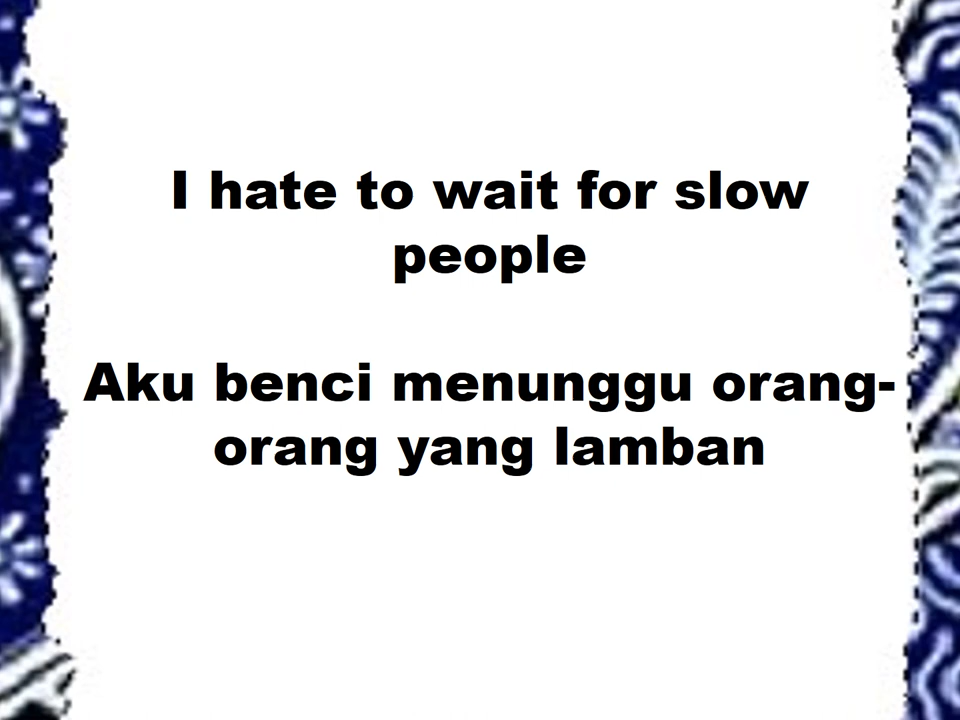 I hate to wait for slow
people
Aku benci menunggu orang-
orang yang lamban